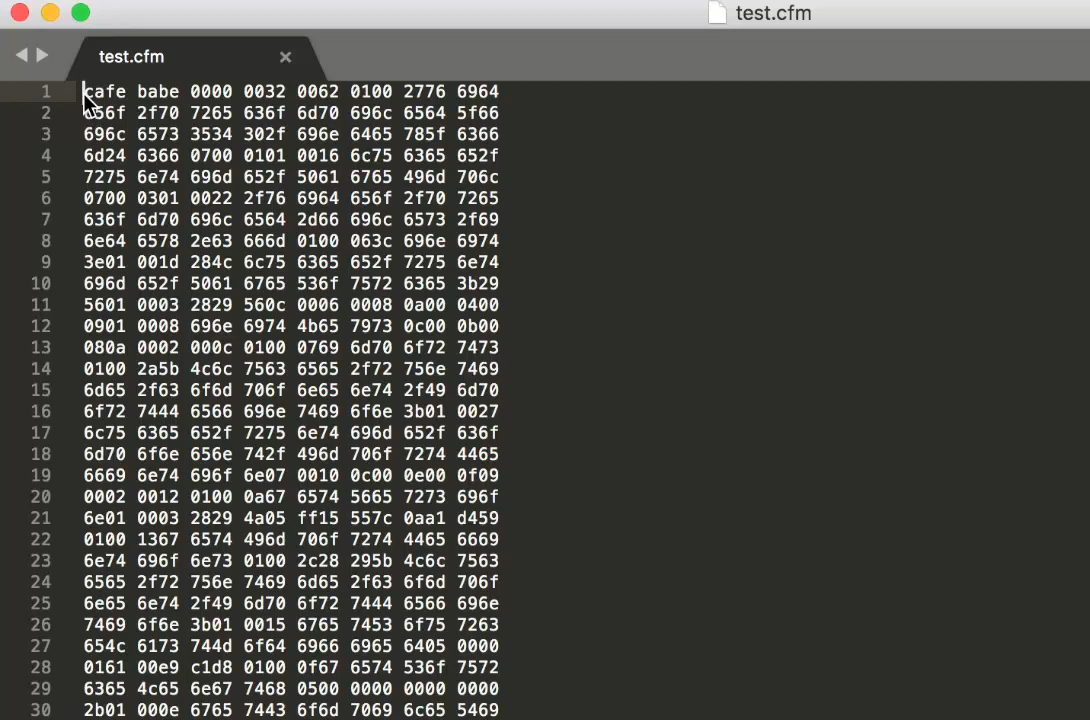 test.cfm
test.cfm
1 cafe babe 0000 0032 0062 0100 2776 6964
2 656f 2f70 7265 636f 6d70 696c 6564 5f66
3 696c 6573 3534 302f 696e 6465 785f 6366
4 6d24 6366 0700 0101 0016 6c75 6365 652f
5 7275 6e74 696d 652f 5061 6765 496d 706c
6 0700 0301 0022 2f76 6964 656f 2f70 7265
7 636f 6d70 696c 6564 2d66 696c 6573 2f69
8 6e64 6578 2e63 666d 0100 063c 696e 6974
9 3e01 001d 284c 6c75 6365 652f 7275 6e74
10 696d 652f 5061 6765 536f 7572 6365 3b29
11 5601 0003 2829 560c 0006 0008 0a00 0400
12 0901 0008 696e 6974 4b65 7973 0c00 0b00
13 080a 0002 000c 0100 0769 6d70 6f72 7473
14 0100 2a5b 4c6c 7563 6565 2f72 756e 7469
15 6d65 2f63 6f6d 706f 6e65 6e74 2f49 6d70
16 6f72 7444 6566 696e 7469 6f6e 3b01 0027
17 6c75 6365 652f 7275 6e74 696d 652f 636f
18 6d70 6f6e 656e 742f 496d 706f 7274 4465
19 6669 6e74 696f 6e07 0010 0c00 0e00 0f09
20 0002 0012 0100 0a67 6574 5665 7273 696f
21 6e01 0003 2829 4a05 ff15 557c 0aa1 d459
22 0100 1367 6574 496d 706f 7274 4465 6669
23 6e74 696f 6e73 0100 2c28 295b 4c6c 7563
24 6565 2f72 756e 7469 6d65 2f63 6f6d 706f
25 6e65 6e74 2f49 6d70 6f72 7444 6566 696e
26 7469 6f6e 3b01 0015 6765 7453 6f75 7263
27 654c 6173 744d 6f64 6966 6965 6405 0000
28 0161 00e9 c1d8 0100 0f67 6574 536f 7572
29 6365 4c65 6e67 7468 0500 0000 0000 0000
30 2b01 000e 6765 7443 6f6d 7069 6c65 5469